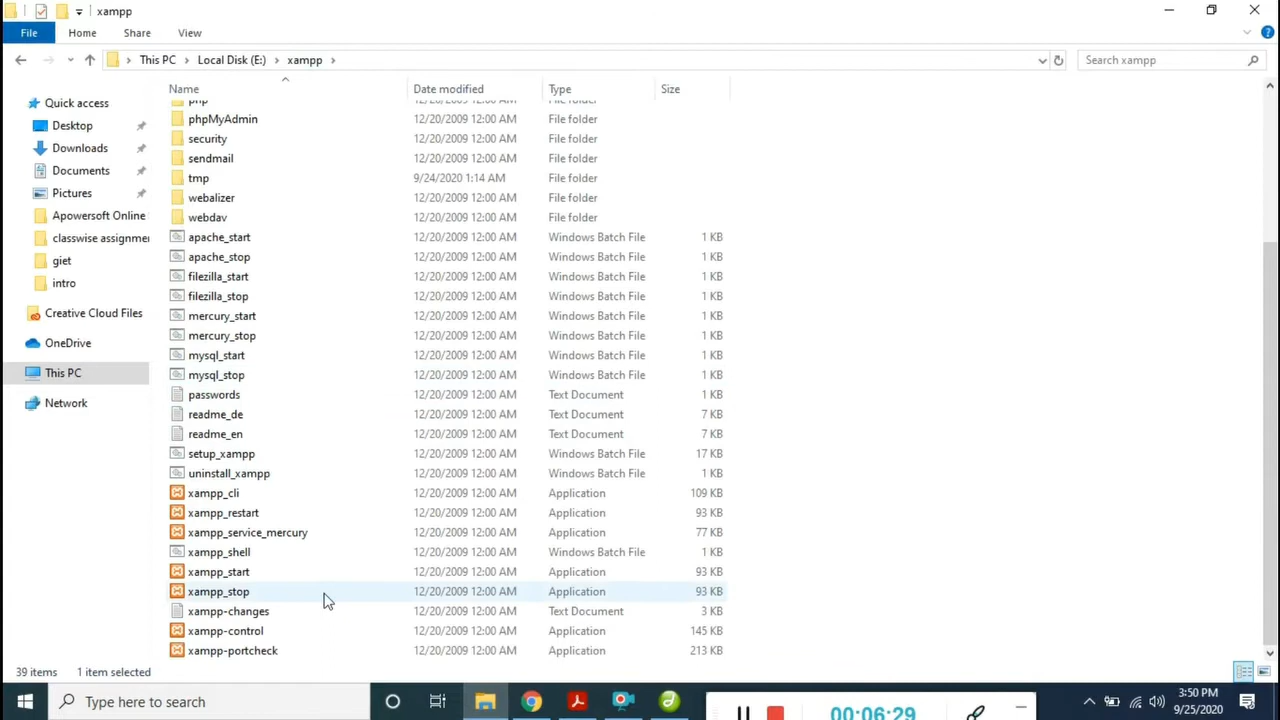 xampp
File Home Share View
This PC Local Disk (E:) xampp Search xampp
Name Date modified Type Size
php 12/20/2009 12:00 AM File folder
phpMyAdmin 12/20/2009 12:00 AM File folder
security 12/20/2009 12:00 AM File folder
sendmail 12/20/2009 12:00 AM File folder
tmp 9/24/2020 1:14 AM File folder
webalizer 12/20/2009 12:00 AM File folder
webdav 12/20/2009 12:00 AM File folder
apache_start 12/20/2009 12:00 AM Windows Batch File 1 KB
apache_stop 12/20/2009 12:00 AM Windows Batch File 1 KB
filezilla_start 12/20/2009 12:00 AM Windows Batch File 1 KB
filezilla_stop 12/20/2009 12:00 AM Windows Batch File 1 KB
mercury_start 12/20/2009 12:00 AM Windows Batch File 1 KB
mercury_stop 12/20/2009 12:00 AM Windows Batch File 1 KB
mysql_start 12/20/2009 12:00 AM Windows Batch File 1 KB
mysql_stop 12/20/2009 12:00 AM Windows Batch File 1 KB
passwords 12/20/2009 12:00 AM Text Document 1 KB
readme_de 12/20/2009 12:00 AM Text Document 7 KB
readme_en 12/20/2009 12:00 AM Text Document 7 KB
setup_xampp 12/20/2009 12:00 AM Windows Batch File 17 KB
uninstall_xampp 12/20/2009 12:00 AM Windows Batch File 1 KB
xampp_cli 12/20/2009 12:00 AM Application 109 KB
xampp_restart 12/20/2009 12:00 AM Application 93 KB
xampp_service_mercury 12/20/2009 12:00 AM Application 77 KB
xampp_shell 12/20/2009 12:00 AM Windows Batch File 1 KB
xampp_start 12/20/2009 12:00 AM Application 93 KB
xampp_stop 12/20/2009 12:00 AM Application 93 KB
xampp-changes 12/20/2009 12:00 AM Text Document 3 KB
xampp-control 12/20/2009 12:00 AM Application 145 KB
xampp-portcheck 12/20/2009 12:00 AM Application 213 KB
Quick access
Desktop
Downloads
Documents
Pictures
Apowersoft Online
classwise assignmen
giet
intro
Creative Cloud Files
OneDrive
This PC
Network
39 items 1 item selected
Type here to search
00:06:29
3:50 PM
9/25/2020